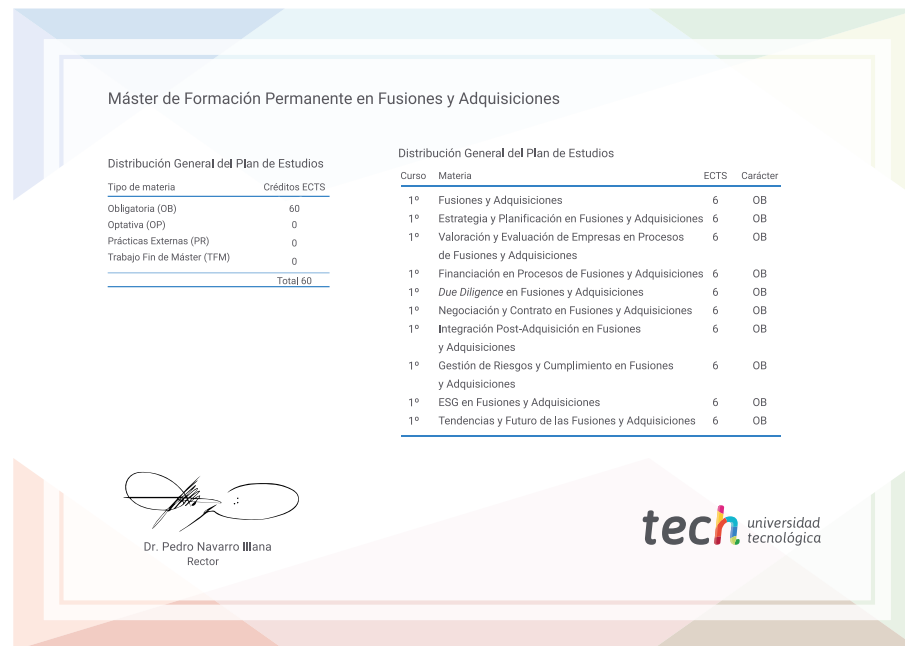 Máster de Formación Permanente en Fusiones y Adquisiciones
Distribución General del Plan de Estudios
Tipo de materia Créditos ECTS
Obligatoria (OB) 60
Optativa (OP) 0
Prácticas Externas (PR) 0
Trabajo Fin de Máster (TFM) 0
Total 60
Distribución General del Plan de Estudios
Curso Materia ECTS Carácter
1º Fusiones y Adquisiciones 6 OB
1º Estrategia y Planificación en Fusiones y Adquisiciones 6 OB
1º Valoración y Evaluación de Empresas en Procesos 6 OB
de Fusiones y Adquisiciones
1º Financiación en Procesos de Fusiones y Adquisiciones 6 OB
1º Due Diligence en Fusiones y Adquisiciones 6 OB
1º Negociación y Contrato en Fusiones y Adquisiciones 6 OB
1º Integración Post-Adquisición en Fusiones 6 OB
y Adquisiciones
1º Gestión de Riesgos y Cumplimiento en Fusiones 6 OB
y Adquisiciones
1º ESG en Fusiones y Adquisiciones 6 OB
1º Tendencias y Futuro de las Fusiones y Adquisiciones 6 OB
Dr. Pedro Navarro Illana
Rector
tech universidad
tecnológica